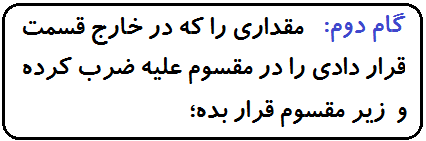 گام دوم: مقداری را که در خارج قسمت
قرار دادی را در مقسوم علیه ضرب کرده
و زیر مقسوم قرار بده؛